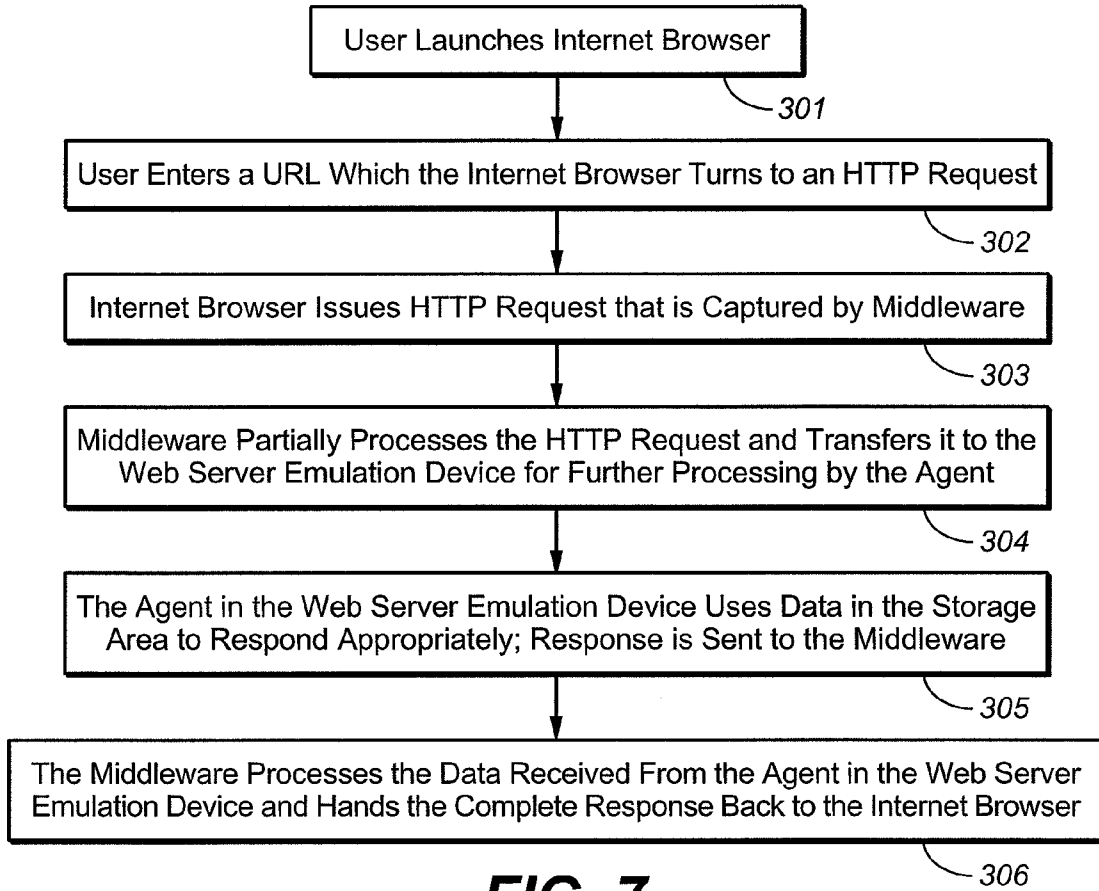 User Launches Internet Browser
301
User Enters a URL Which the Internet Browser Turns to an HTTP Request
302
Internet Browser Issues HTTP Request that is Captured by Middleware
303
Middleware Partially Processes the HTTP Request and Transfers it to the
Web Server Emulation Device for Further Processing by the Agent
304
The Agent in the Web Server Emulation Device Uses Data in the Storage
Area to Respond Appropriately; Response is Sent to the Middleware
305
The Middleware Processes the Data Received From the Agent in the Web Server
Emulation Device and Hands the Complete Response Back to the Internet Browser
306
FIG. 7